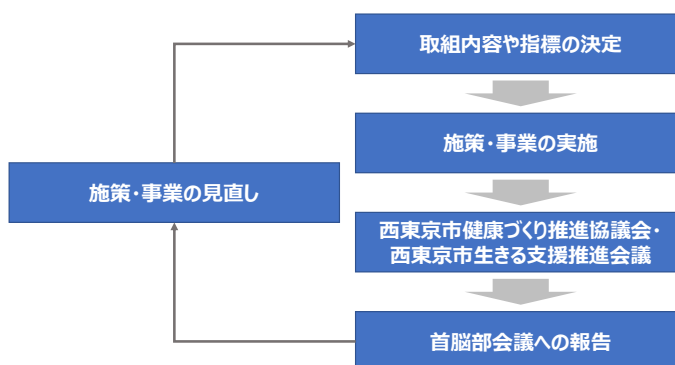 取組内容や指標の決定
施策・事業の実施
施策・事業の見直し
西東京市健康づくり推進協議会・
西東京市生きる支援推進会議
首脳部会議への報告